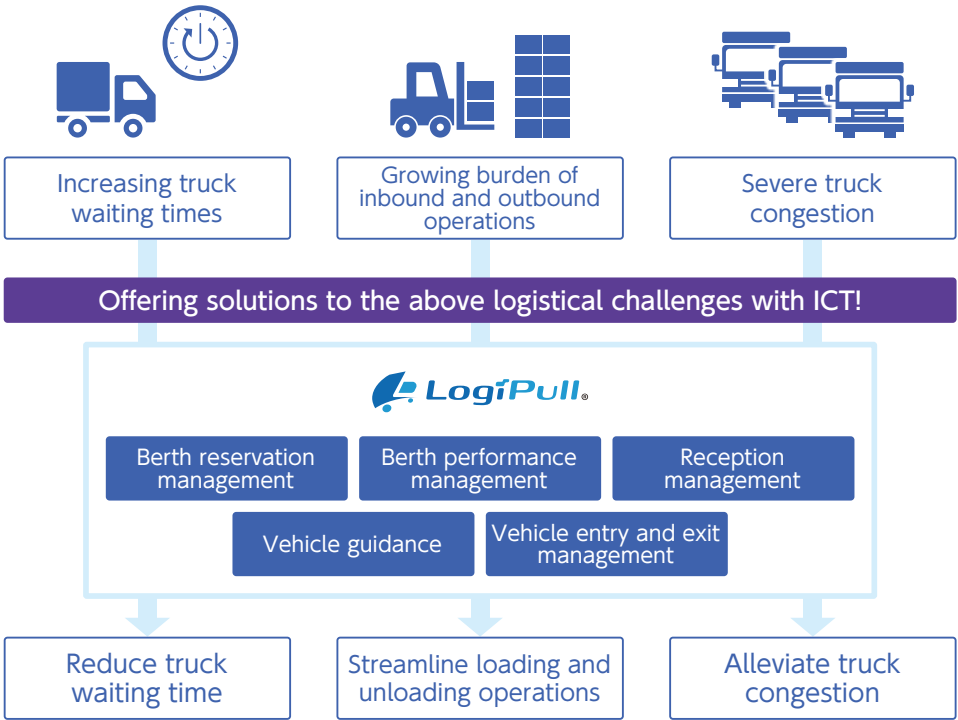 Increasing truck
waiting times
Growing burden of
inbound and outbound
operations
Severe truck
congestion
Offering solutions to the above logistical challenges with ICT!
LogiPull®
Berth reservation
management
Berth performance
management
Reception
management
Vehicle guidance
Vehicle entry and exit
management
Reduce truck
waiting time
Streamline loading and
unloading operations
Alleviate truck
congestion